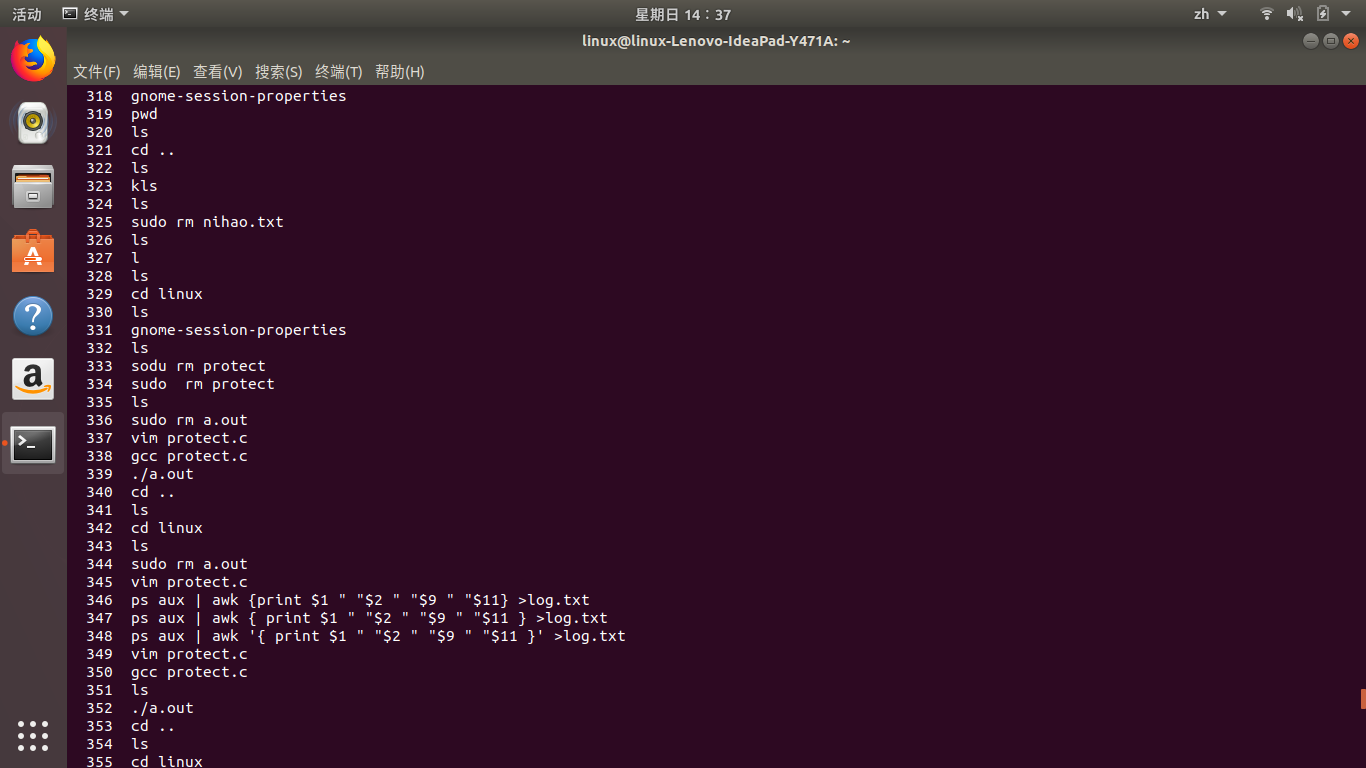 活动 终端 星期日 14：37 zh
linux@linux-Lenovo-IdeaPad-Y471A: ~
文件(F) 编辑(E) 查看(V) 搜索(S) 终端(T) 帮助(H)
318  gnome-session-properties
319  pwd
320  ls
321  cd ..
322  ls
323  kls
324  ls
325  sudo rm nihao.txt
326  ls
327  l
328  ls
329  cd linux
330  ls
331  gnome-session-properties
332  ls
333  sodu rm protect
334  sudo  rm protect
335  ls
336  sudo rm a.out
337  vim protect.c
338  gcc protect.c
339  ./a.out
340  cd ..
341  ls
342  cd linux
343  ls
344  sudo rm a.out
345  vim protect.c
346  ps aux | awk {print $1 " "$2 " "$9 " "$11} >log.txt
347  ps aux | awk { print $1 " "$2 " "$9 " "$11 } >log.txt
348  ps aux | awk '{ print $1 " "$2 " "$9 " "$11 }' >log.txt
349  vim protect.c
350  gcc protect.c
351  ls
352  ./a.out
353  cd ..
354  ls
355  cd linux